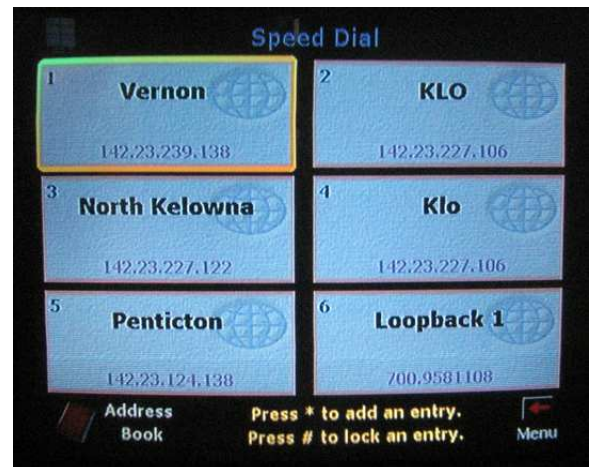 Speed Dial
1
Vernon
142.23.239.138
2
KLO
142.23.227.106
3
North Kelowna
142.23.227.122
4
Klo
142.23.227.106
5
Penticton
142.23.124.138
6
Loopback 1
700.9581108
Address
Book
Press * to add an entry.
Press # to lock an entry.
Menu